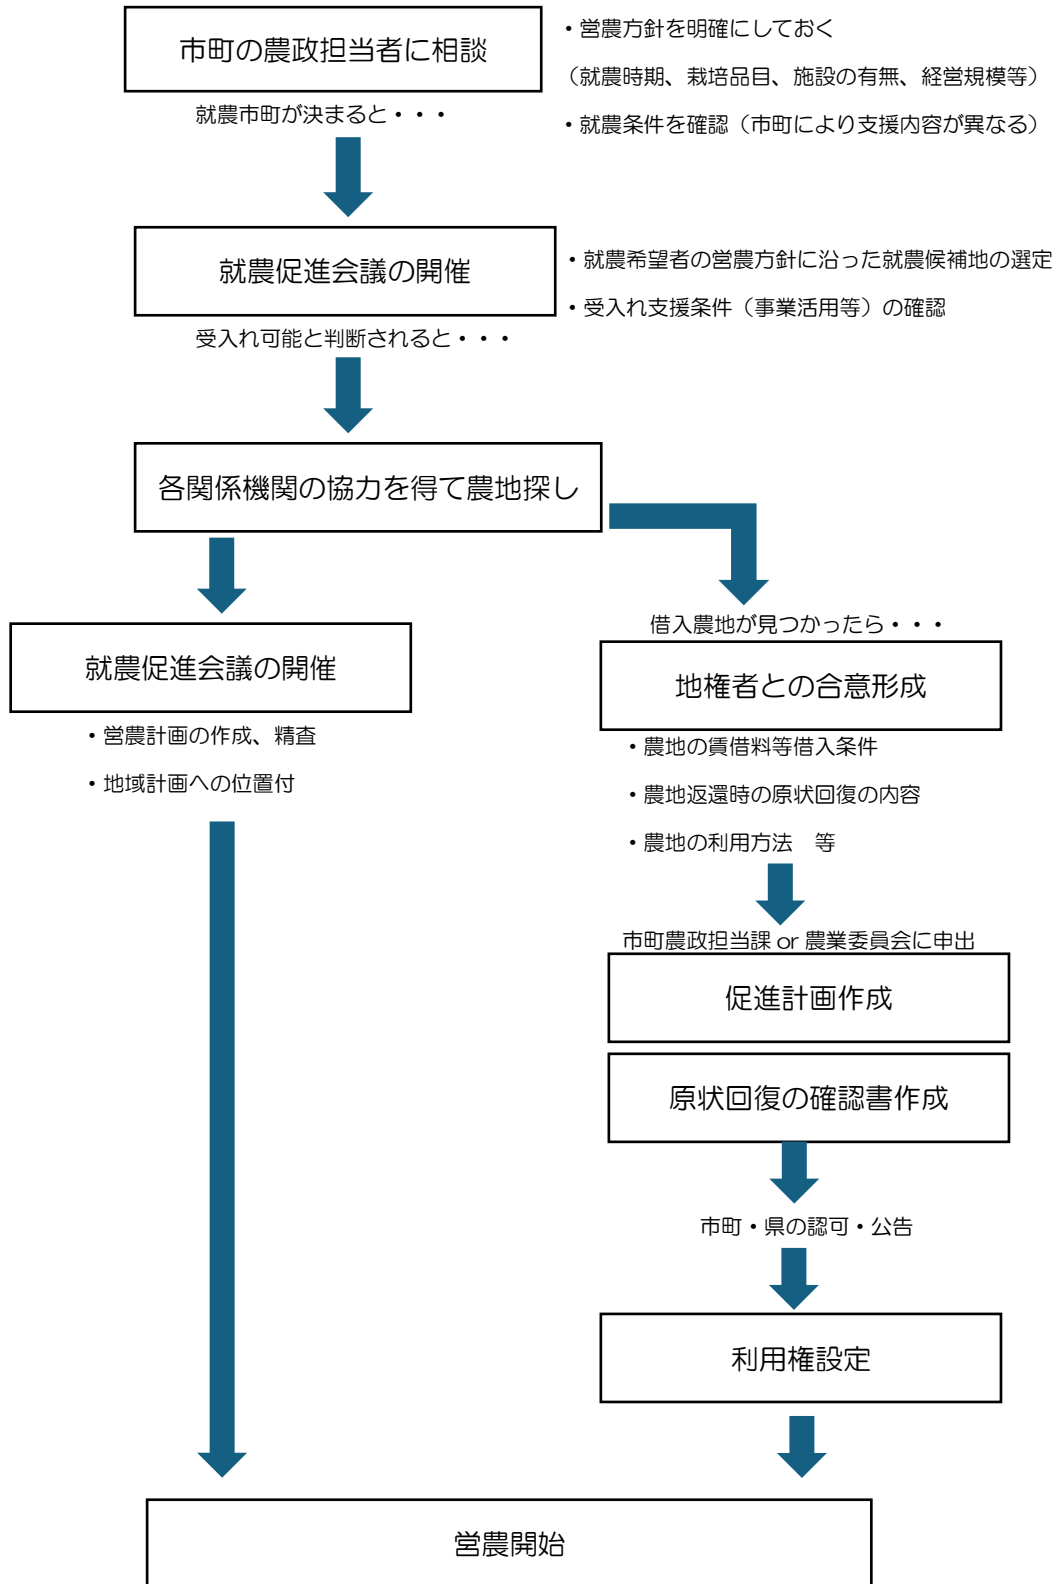 市町の農政担当者に相談
・営農方針を明確にしておく
（就農時期、栽培品目、施設の有無、経営規模等）
・就農条件を確認（市町により支援内容が異なる）
就農市町が決まると・・・
就農促進会議の開催
・就農希望者の営農方針に沿った就農候補地の選定
・受入れ支援条件（事業活用等）の確認
受入れ可能と判断されると・・・
各関係機関の協力を得て農地探し
就農促進会議の開催
・営農計画の作成、精査
・地域計画への位置付
借入農地が見つかったら・・・
地権者との合意形成
・農地の賃借料等借入条件
・農地返還時の原状回復の内容
・農地の利用方法　等
市町農政担当課 or 農業委員会に申出
促進計画作成
原状回復の確認書作成
市町・県の認可・公告
利用権設定
営農開始